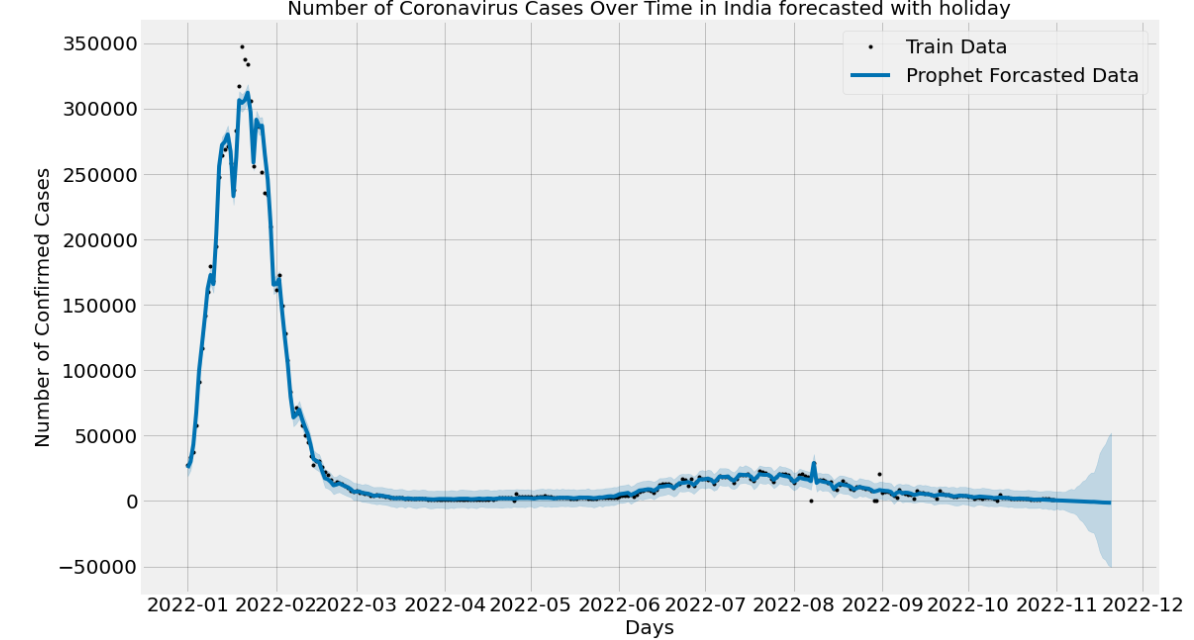 Number of Coronavirus Cases Over Time in India forecasted with holiday
Train Data
Prophet Forcasted Data
Number of Confirmed Cases
350000
300000
250000
200000
150000
100000
50000
0
−50000
2022-01 2022-02 2022-03 2022-04 2022-05 2022-06 2022-07 2022-08 2022-09 2022-10 2022-11 2022-12
Days